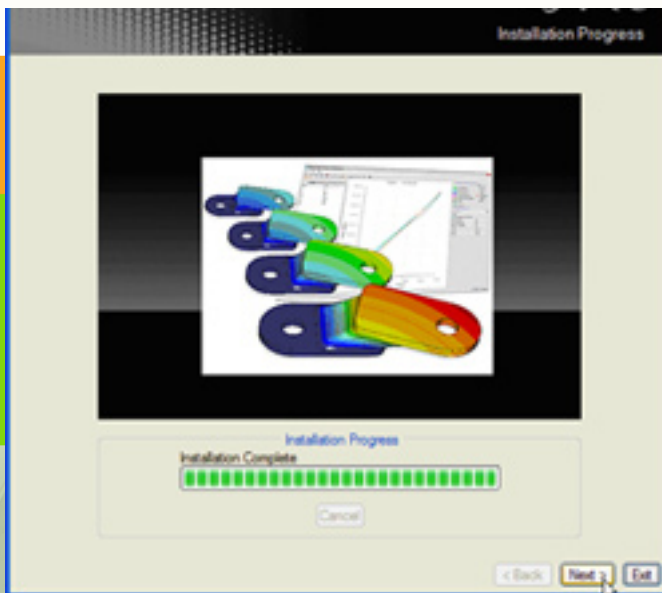 Installation Progress
Installation Progress
Installation Complete
Cancel
< Back
Next >
Exit